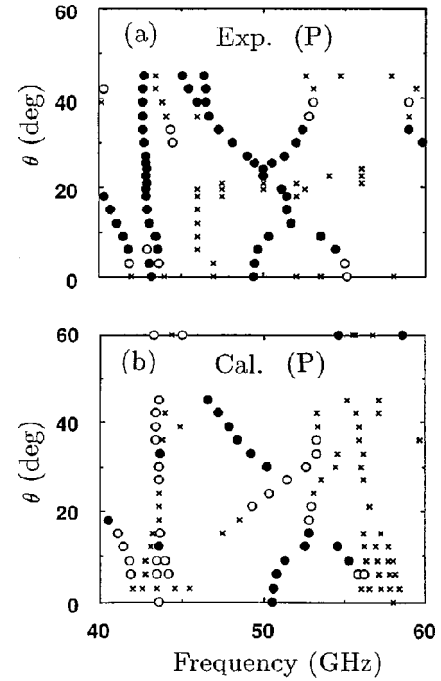 (a) Exp. (P)
60
40
20
0
θ (deg)
(b) Cal. (P)
60
40
20
0
θ (deg)
40 50 60
Frequency (GHz)